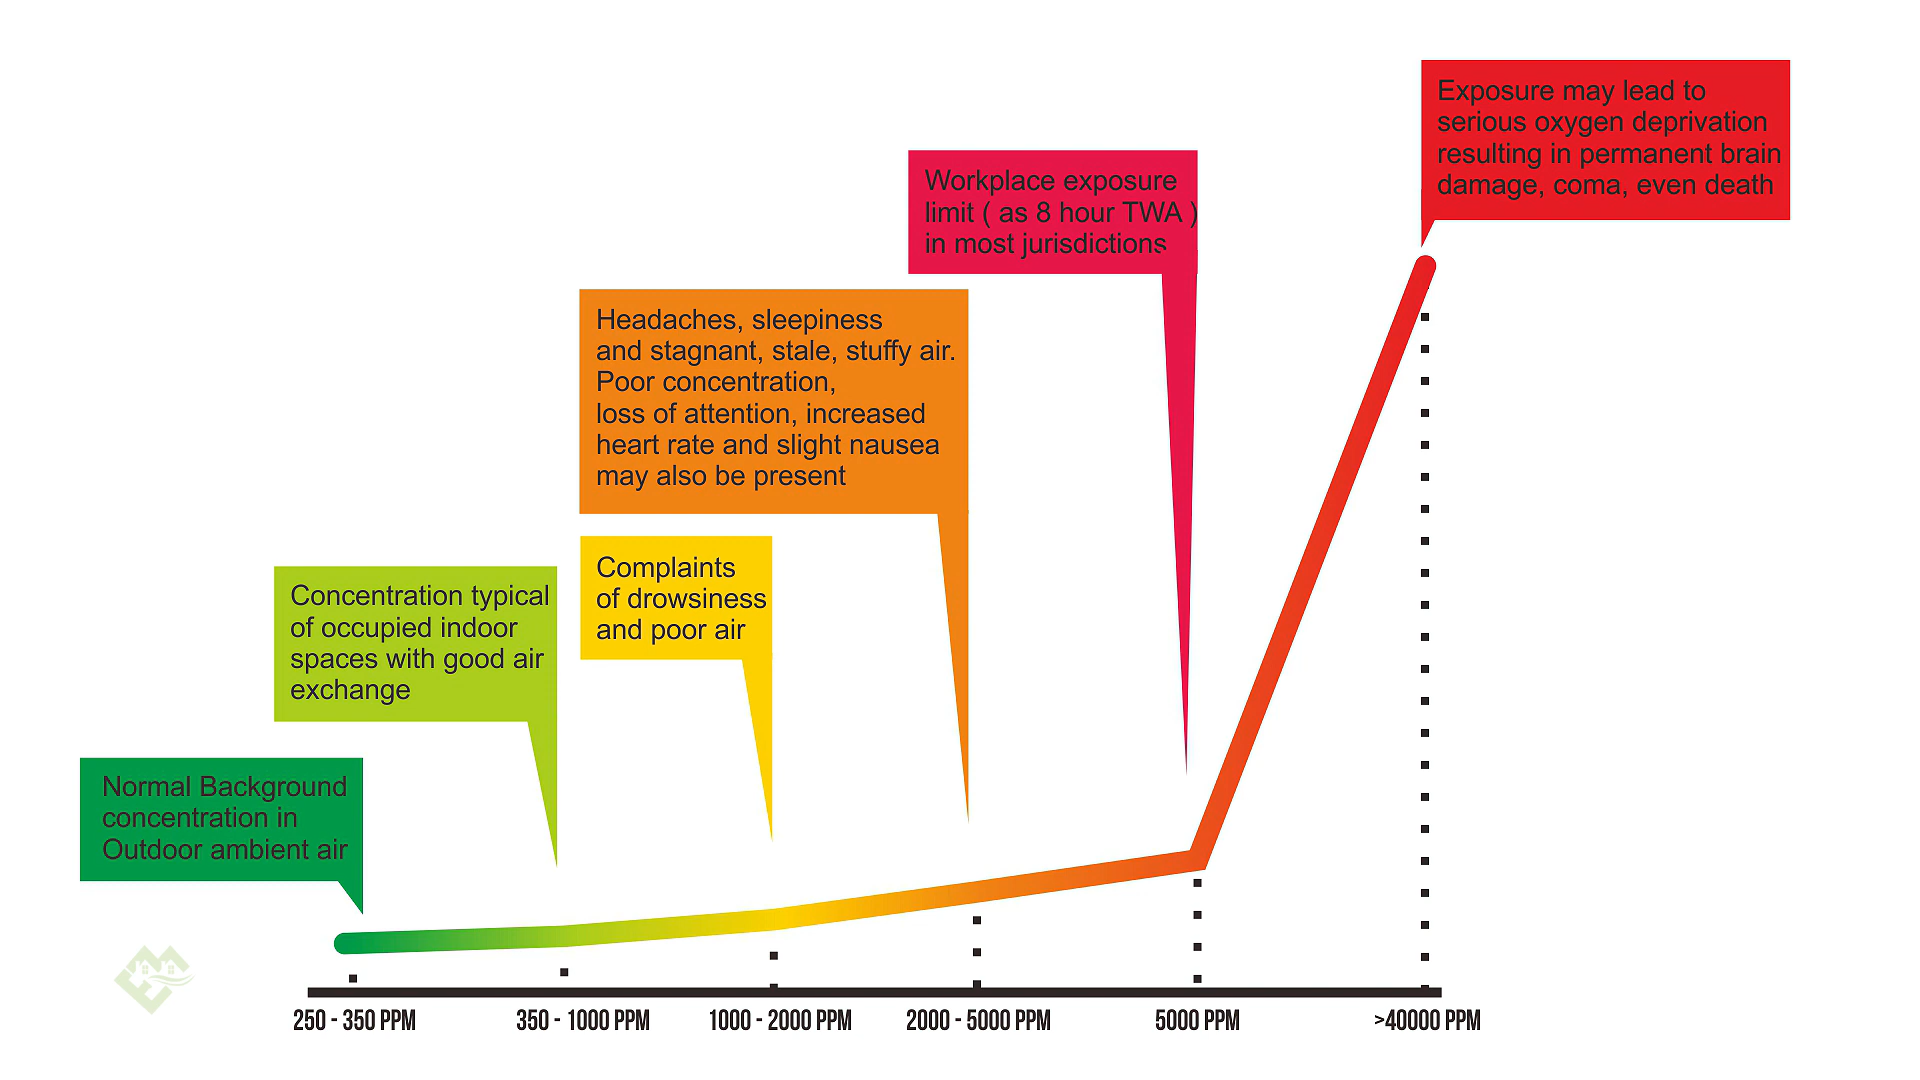 Exposure may lead to
serious oxygen deprivation
resulting in permanent brain
damage, coma, even death
Workplace exposure
limit ( as 8 hour TWA )
in most jurisdictions
Headaches, sleepiness
and stagnant, stale, stuffy air.
Poor concentration,
loss of attention, increased
heart rate and slight nausea
may also be present
Complaints
of drowsiness
and poor air
Concentration typical
of occupied indoor
spaces with good air
exchange
Normal Background
concentration in
Outdoor ambient air
250 - 350 PPM
350 - 1000 PPM
1000 - 2000 PPM
2000 - 5000 PPM
5000 PPM
>40000 PPM